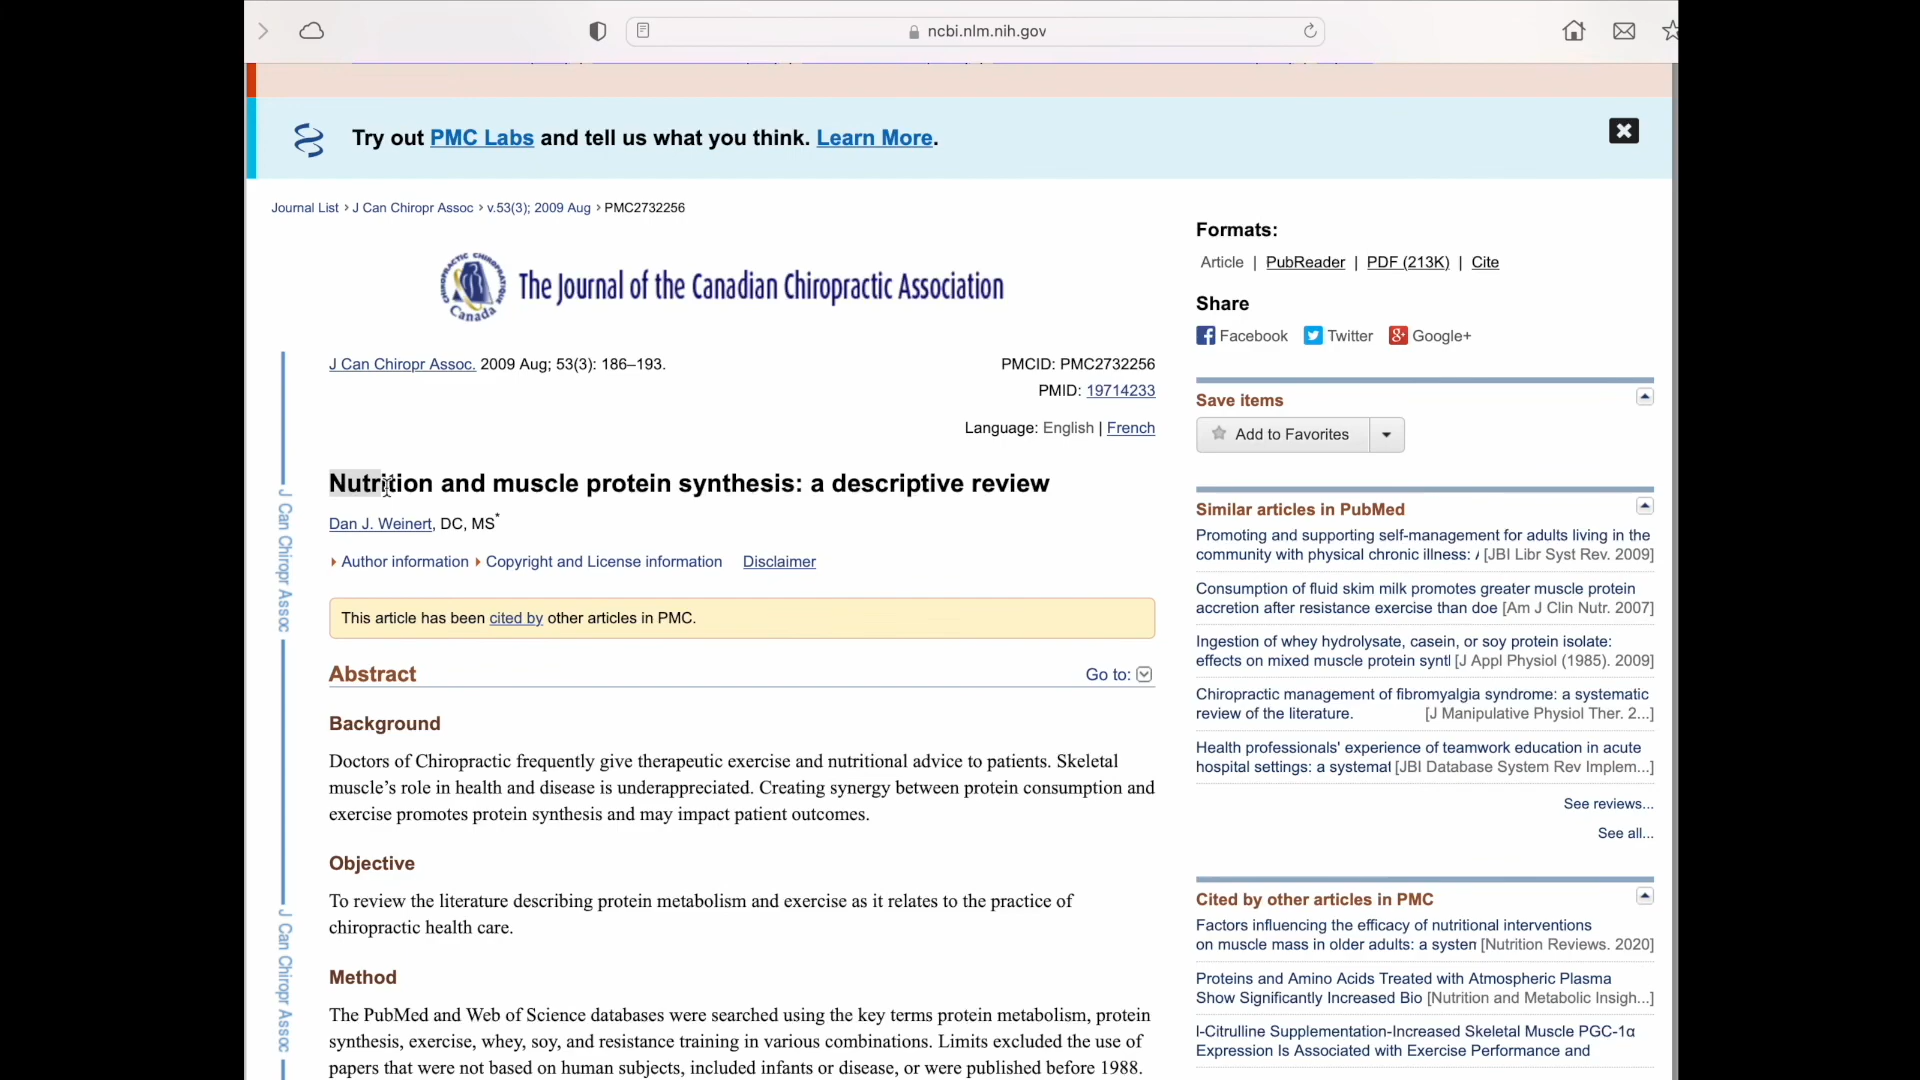 ncbi.nlm.nih.gov
Try out PMC Labs and tell us what you think. Learn More.
Journal List > J Can Chiropr Assoc > v.53(3); 2009 Aug > PMC2732256
The Journal of the Canadian Chiropractic Association
Canada
J Can Chiropr Assoc. 2009 Aug; 53(3): 186–193.
PMCID: PMC2732256
PMID: 19714233
Language: English | French
Nutrition and muscle protein synthesis: a descriptive review
Dan J. Weinert, DC, MS*
Author information Copyright and License information Disclaimer
This article has been cited by other articles in PMC.
Abstract
Go to:
Background
Doctors of Chiropractic frequently give therapeutic exercise and nutritional advice to patients. Skeletal
muscle’s role in health and disease is underappreciated. Creating synergy between protein consumption and
exercise promotes protein synthesis and may impact patient outcomes.
Objective
To review the literature describing protein metabolism and exercise as it relates to the practice of
chiropractic health care.
Method
The PubMed and Web of Science databases were searched using the key terms protein metabolism, protein
synthesis, exercise, whey, soy, and resistance training in various combinations. Limits excluded the use of
papers that were not based on human subjects, included infants or disease, or were published before 1988.
J Can Chiropr Assoc
J Can Chiropr Assoc
Formats:
Article | PubReader | PDF (213K) | Cite
Share
Facebook Twitter Google+
Save items
Add to Favorites
Similar articles in PubMed
Promoting and supporting self-management for adults living in the
community with physical chronic illness: [JBI Libr Syst Rev. 2009]
Consumption of fluid skim milk promotes greater muscle protein
accretion after resistance exercise than doe [Am J Clin Nutr. 2007]
Ingestion of whey hydrolysate, casein, or soy protein isolate:
effects on mixed muscle protein synt [J Appl Physiol (1985). 2009]
Chiropractic management of fibromyalgia syndrome: a systematic
review of the literature. [J Manipulative Physiol Ther. 2...]
Health professionals' experience of teamwork education in acute
hospital settings: a systemat [JBI Database System Rev Implem...]
See reviews...
See all...
Cited by other articles in PMC
Factors influencing the efficacy of nutritional interventions
on muscle mass in older adults: a system [Nutrition Reviews. 2020]
Proteins and Amino Acids Treated with Atmospheric Plasma
Show Significantly Increased Bio [Nutrition and Metabolic Insigh...]
l-Citrulline Supplementation-Increased Skeletal Muscle PGC-1α
Expression Is Associated with Exercise Performance and